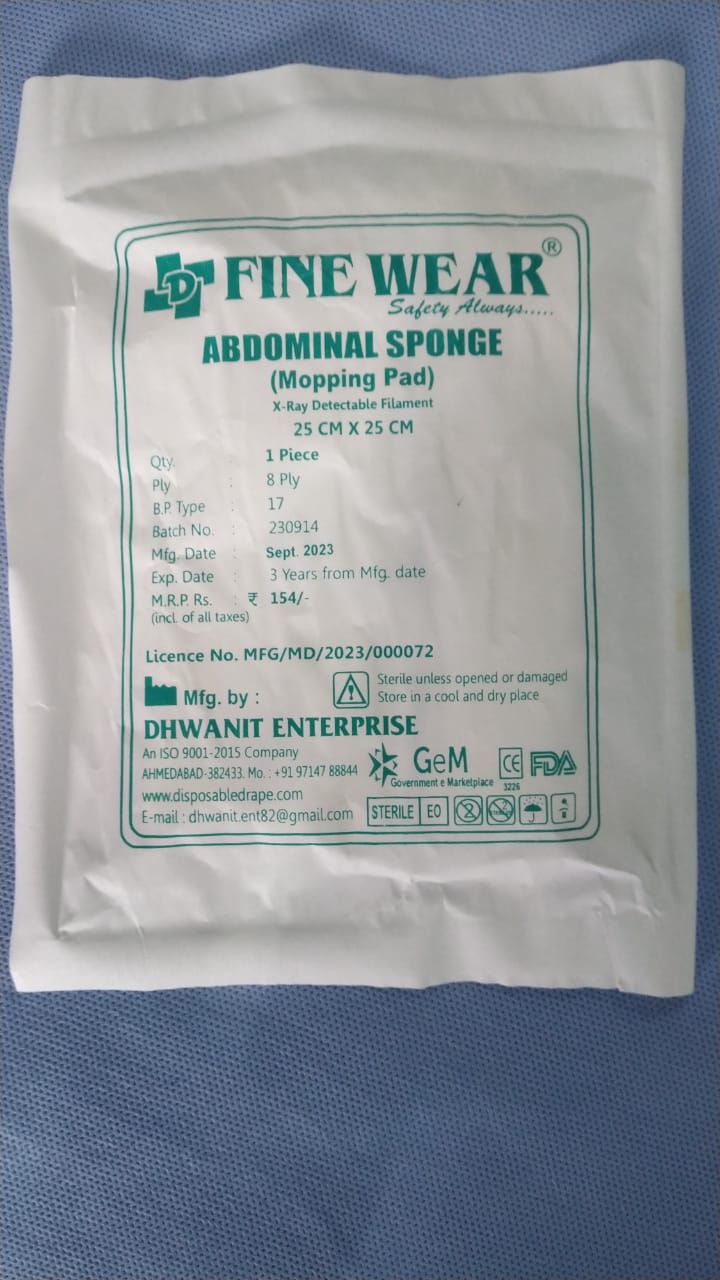 D FINE WEAR ®
Safety Always.....
ABDOMINAL SPONGE
(Mopping Pad)
X-Ray Detectable Filament
25 CM X 25 CM
Qty. : 1 Piece
Ply : 8 Ply
B.P. Type : 17
Batch No. : 230914
Mfg. Date : Sept. 2023
Exp. Date : 3 Years from Mfg. date
M.R.P. Rs. : ₹ 154/-
(incl. of all taxes)
Licence No. MFG/MD/2023/000072
Mfg. by :
Sterile unless opened or damaged
Store in a cool and dry place
DHWANIT ENTERPRISE
An ISO 9001-2015 Company
AHMEDABAD-382433. Mo. : +91 97147 88844
www.disposabledrape.com
E-mail : dhwanit.ent82@gmail.com
GeM
Government e Marketplace
CE FDA
3226
STERILE EO 2